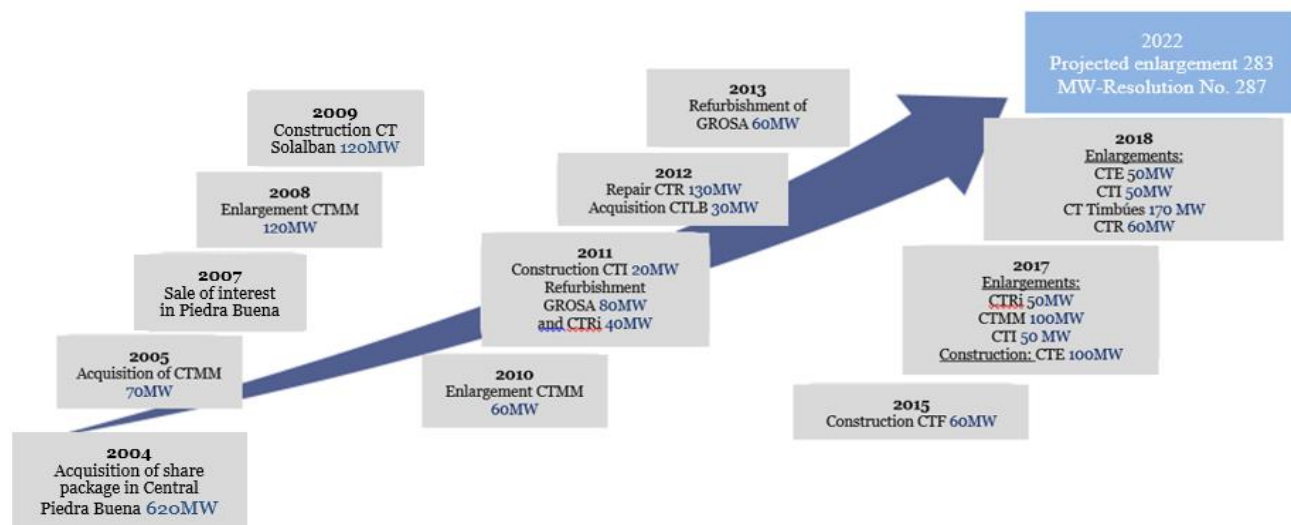 2004
Acquisition of share
package in Central
Piedra Buena 620MW
2005
Acquisition of CTMM
70MW
2007
Sale of interest
in Piedra Buena
2008
Enlargement CTMM
120MW
2009
Construction CT
Solalban 120MW
2010
Enlargement CTMM
60MW
2011
Construction CTI 20MW
Refurbishment
GROSA 80MW
and CTRi 40MW
2012
Repair CTR 130MW
Acquisition CTLB 30MW
2013
Refurbishment of
GROSA 60MW
2015
Construction CTF 60MW
2017
Enlargements:
CTRi 50MW
CTMM 100MW
CTI 50 MW
Construction: CTE 100MW
2018
Enlargements:
CTE 50MW
CTI 50MW
CT Timbúes 170 MW
CTR 60MW
2022
Projected enlargement 283
MW-Resolution No. 287